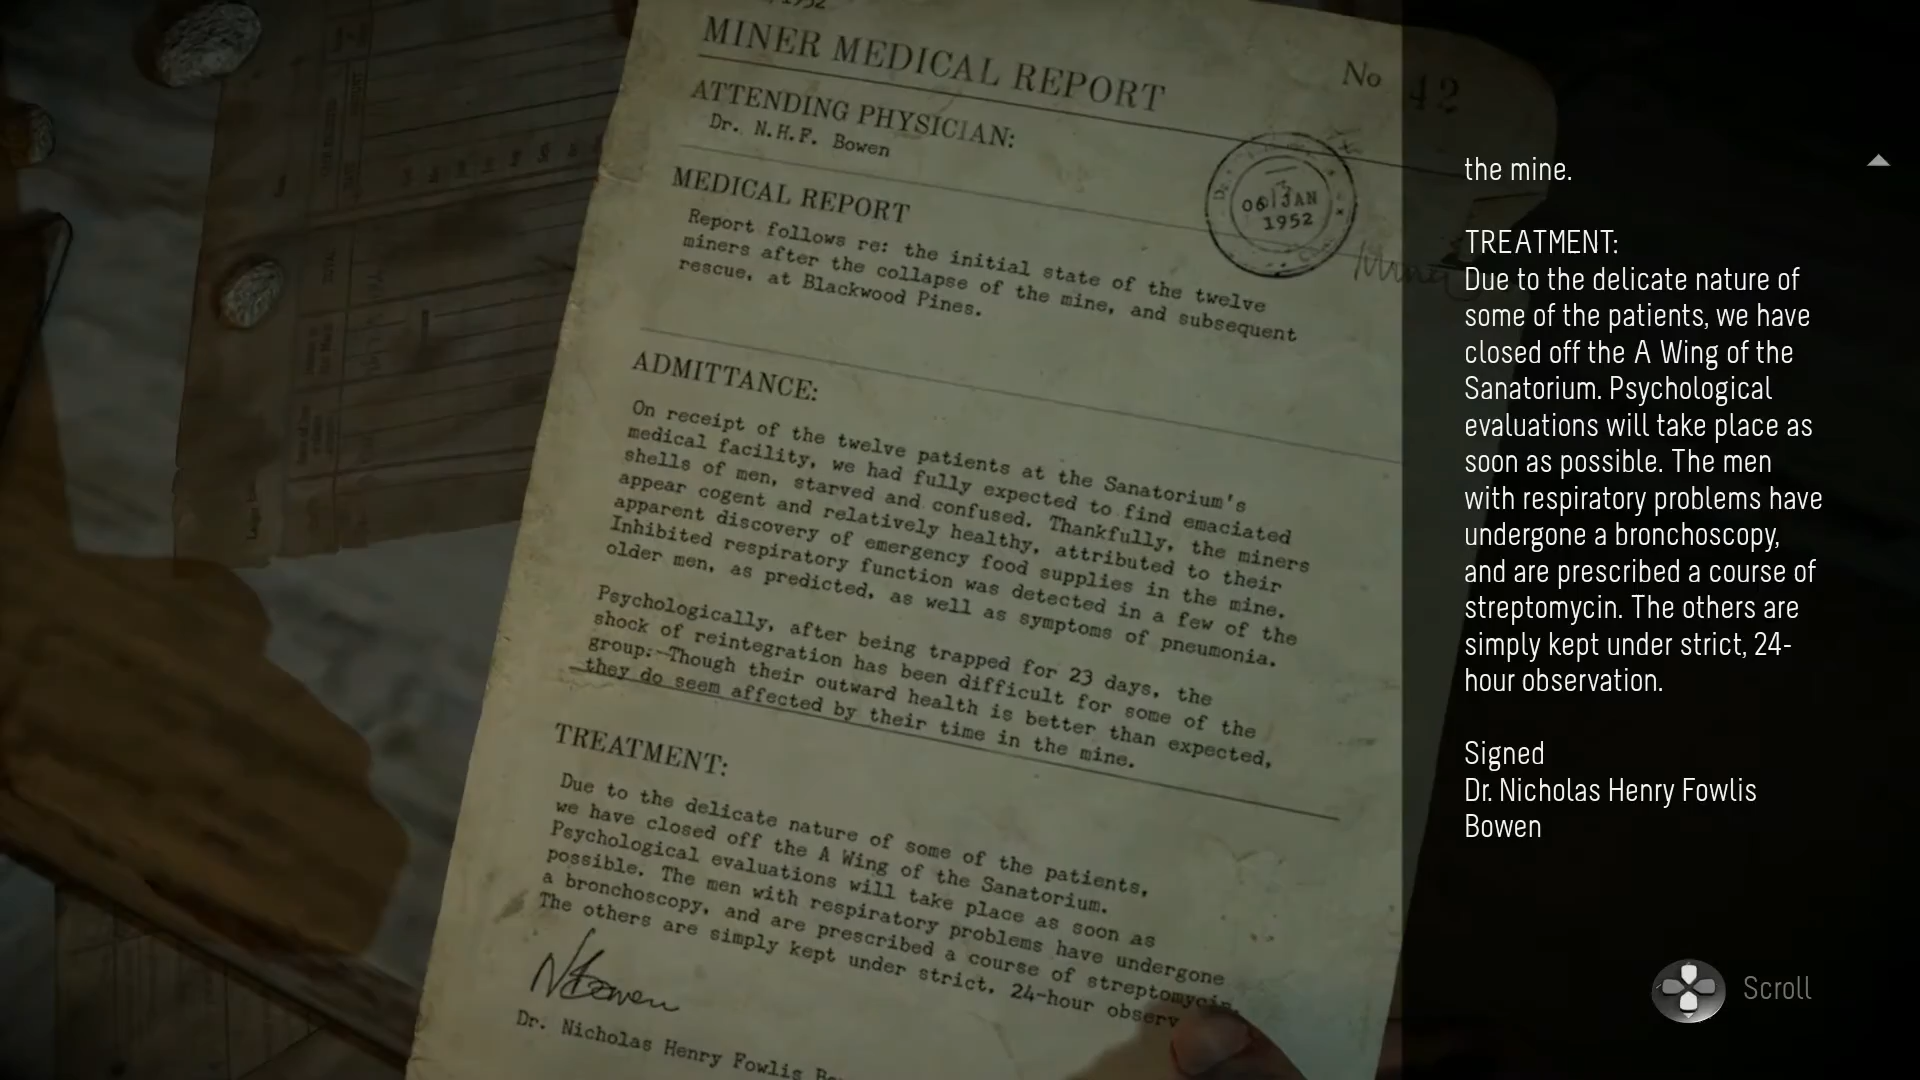 1952
MINER MEDICAL REPORT
No 42
ATTENDING PHYSICIAN:
Dr. N.H.F. Bowen
06 JAN
1952
MEDICAL REPORT
Report follows re: the initial state of the twelve
miners after the collapse of the mine, and subsequent
rescue, at Blackwood Pines.
ADMITTANCE:
On receipt of the twelve patients at the Sanatorium's
medical facility, we had fully expected to find emaciated
shells of men, starved and confused. Thankfully, the miners
appear cogent and relatively healthy, attributed to their
apparent discovery of emergency food supplies in the mine.
Inhibited respiratory function was detected in a few of the
older men, as predicted, as well as symptoms of pneumonia.
Psychologically, after being trapped for 23 days, the
shock of reintegration has been difficult for some of the
group. Though their outward health is better than expected,
they do seem affected by their time in the mine.
TREATMENT:
Due to the delicate nature of some of the patients,
we have closed off the A Wing of the Sanatorium.
Psychological evaluations will take place as soon as
possible. The men with respiratory problems have undergone
a bronchoscopy, and are prescribed a course of streptomycin.
The others are simply kept under strict, 24-hour observ
NBowen
Dr. Nicholas Henry Fowlis
the mine.
TREATMENT:
Due to the delicate nature of
some of the patients, we have
closed off the A Wing of the
Sanatorium. Psychological
evaluations will take place as
soon as possible. The men
with respiratory problems have
undergone a bronchoscopy,
and are prescribed a course of
streptomycin. The others are
simply kept under strict, 24-
hour observation.
Signed
Dr. Nicholas Henry Fowlis
Bowen
Scroll